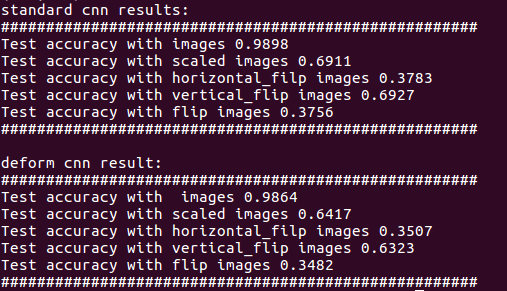 standard cnn results:
#####################################################
Test accuracy with images 0.9898
Test accuracy with scaled images 0.6911
Test accuracy with horizontal_filp images 0.3783
Test accuracy with vertical_flip images 0.6927
Test accuracy with flip images 0.3756
#####################################################
deform cnn result:
#####################################################
Test accuracy with  images 0.9864
Test accuracy with scaled images 0.6417
Test accuracy with horizontal_filp images 0.3507
Test accuracy with vertical_flip images 0.6323
Test accuracy with flip images 0.3482
#####################################################